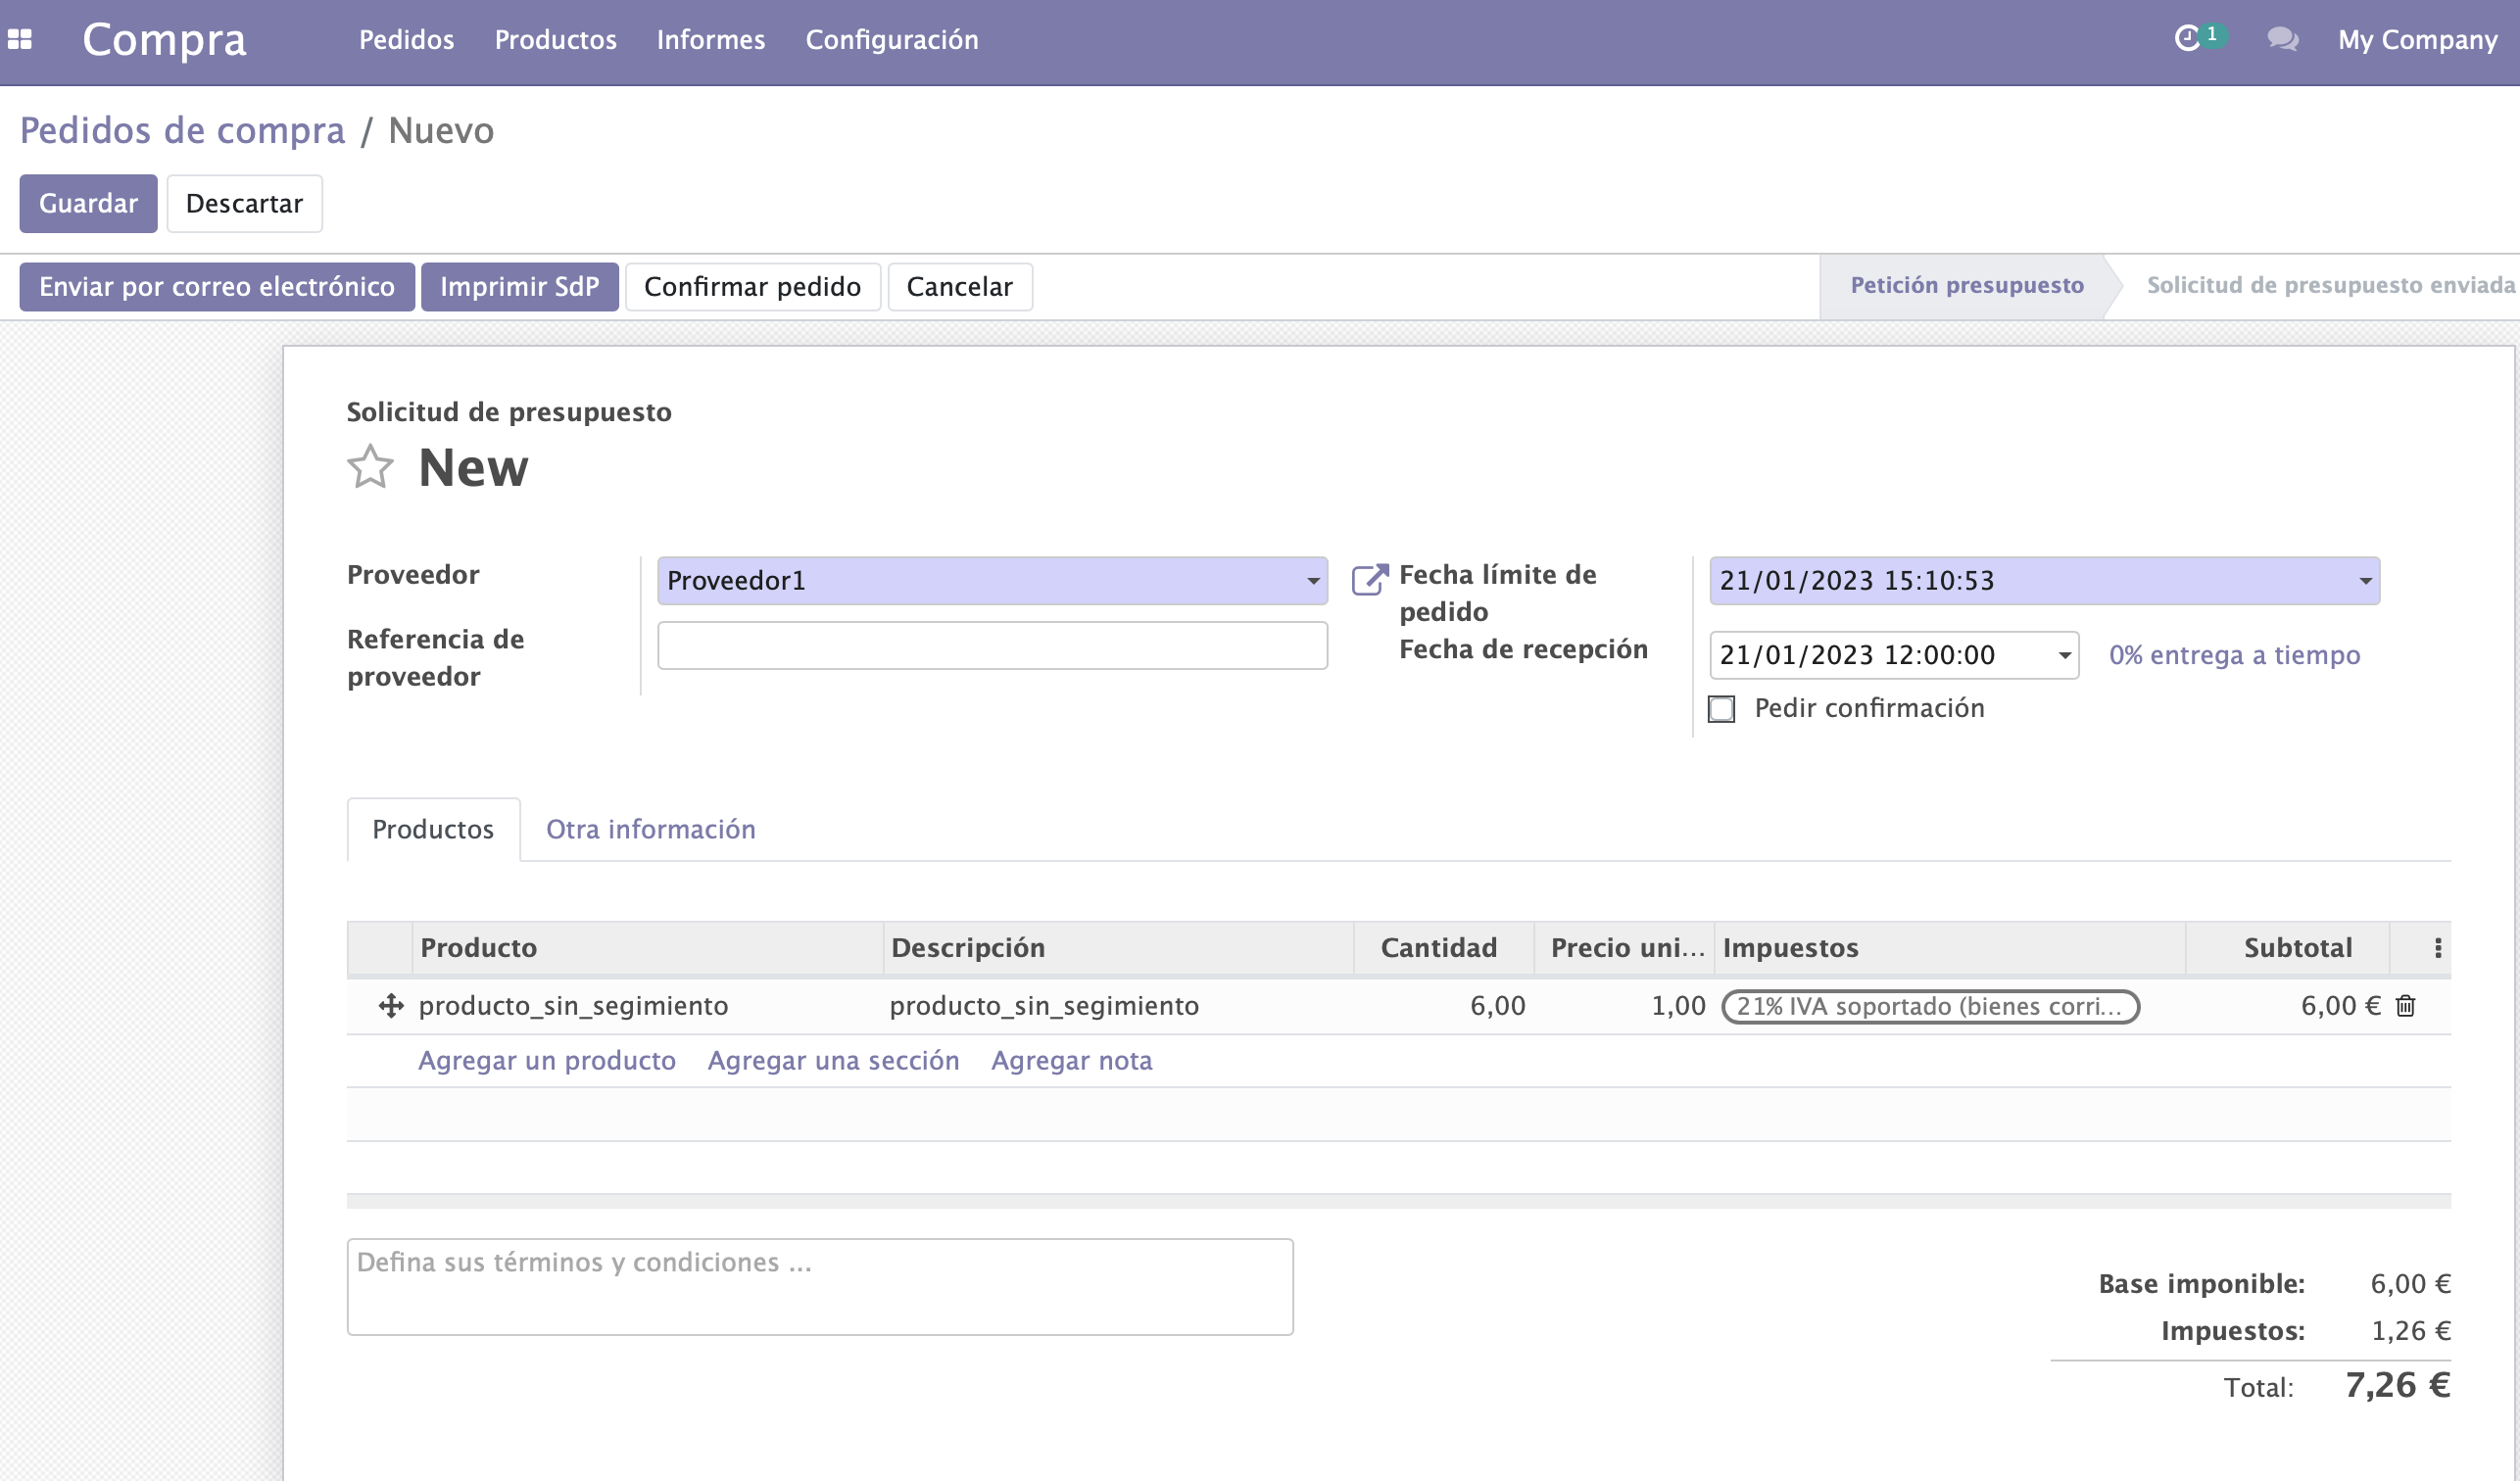 Compra Pedidos Productos Informes Configuración 1 My Company
Pedidos de compra / Nuevo
Guardar Descartar
Enviar por correo electrónico Imprimir SdP Confirmar pedido Cancelar Petición presupuesto Solicitud de presupuesto enviada
Solicitud de presupuesto
New
Proveedor Proveedor1 Fecha límite de pedido 21/01/2023 15:10:53
Referencia de proveedor Fecha de recepción 21/01/2023 12:00:00 0% entrega a tiempo
Pedir confirmación
Productos Otra información
Producto Descripción Cantidad Precio uni... Impuestos Subtotal
producto_sin_segimiento producto_sin_segimiento 6,00 1,00 21% IVA soportado (bienes corri... 6,00 €
Agregar un producto Agregar una sección Agregar nota
Defina sus términos y condiciones ...
Base imponible: 6,00 €
Impuestos: 1,26 €
Total: 7,26 €